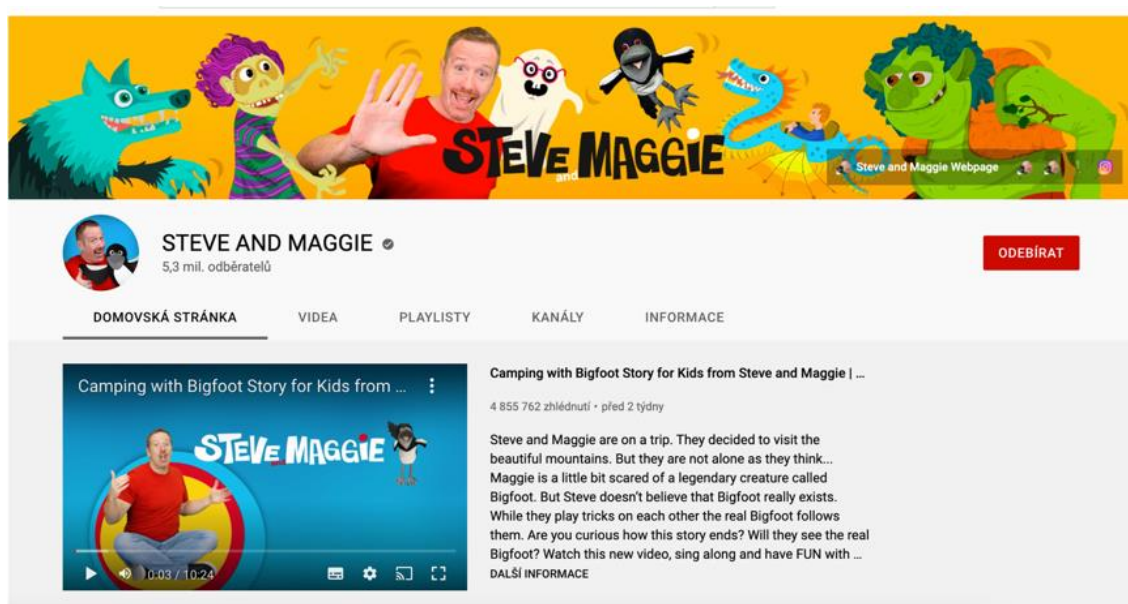 STEVE and MAGGIE
Steve and Maggie Webpage
STEVE AND MAGGIE
5,3 mil. odběratelů
ODEBÍRAT
DOMOVSKÁ STRÁNKA VIDEA PLAYLISTY KANÁLY INFORMACE
Camping with Bigfoot Story for Kids from ...
STEVE and MAGGIE
0:03 / 10:24
Camping with Bigfoot Story for Kids from Steve and Maggie | ...
4 855 762 zhlédnutí • před 2 týdny
Steve and Maggie are on a trip. They decided to visit the
beautiful mountains. But they are not alone as they think...
Maggie is a little bit scared of a legendary creature called
Bigfoot. But Steve doesn't believe that Bigfoot really exists.
While they play tricks on each other the real Bigfoot follows
them. Are you curious how this story ends? Will they see the real
Bigfoot? Watch this new video, sing along and have FUN with ...
DALŠÍ INFORMACE